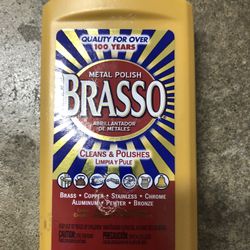 QUALITY FOR OVER
100 YEARS
METAL POLISH
BRASSO
ABRILLANTADOR
DE METALES
CLEANS & POLISHES
LIMPIA Y PULE
BRASS • COPPER • STAINLESS • CHROME
ALUMINUM • PEWTER • BRONZE
CAUTION:
PRECAUCIÓN: